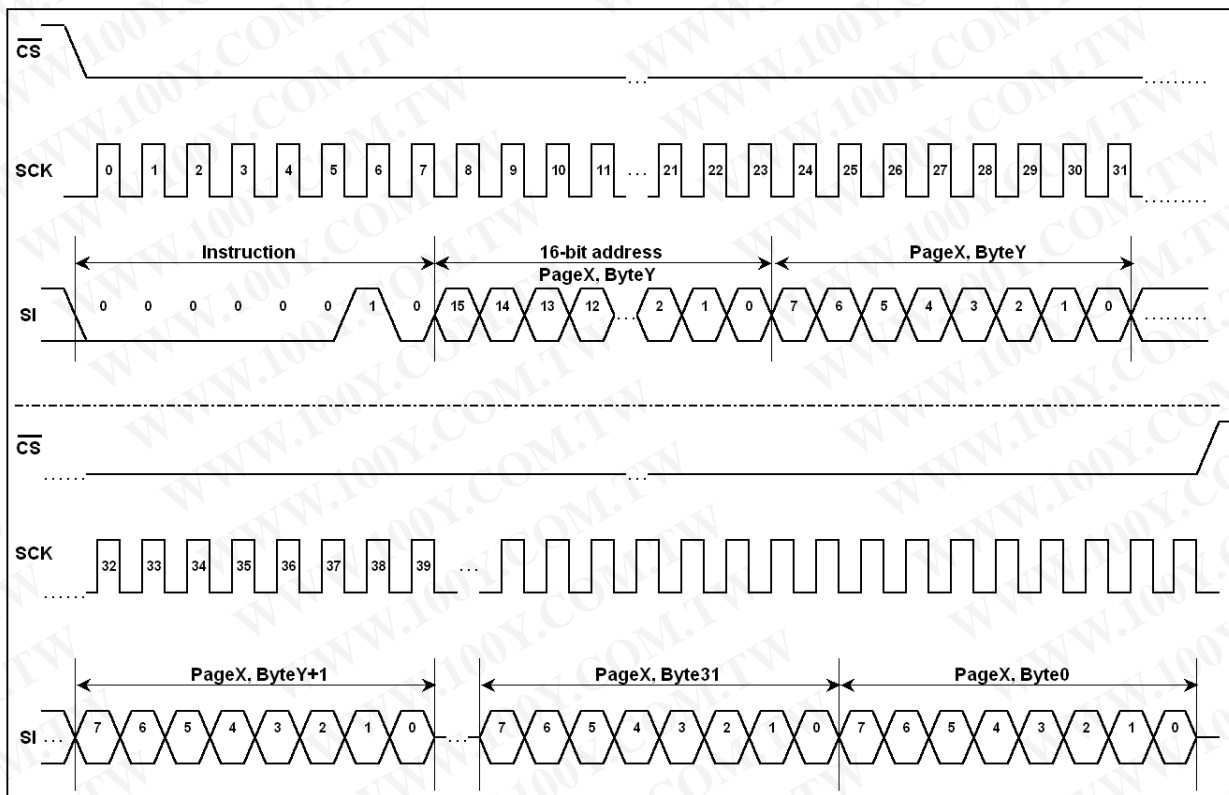 CS
...
SCK 0 1 2 3 4 5 6 7 8 9 10 11 ... 21 22 23 24 25 26 27 28 29 30 31
Instruction 16-bit address PageX, ByteY
PageX, ByteY
SI 0 0 0 0 0 0 1 0 15 14 13 12 ... 2 1 0 7 6 5 4 3 2 1 0
CS
...
SCK 32 33 34 35 36 37 38 39 ...
PageX, ByteY+1 PageX, Byte31 PageX, Byte0
SI ... 7 6 5 4 3 2 1 0 ... 7 6 5 4 3 2 1 0 7 6 5 4 3 2 1 0
WWW.100Y.COM.TW